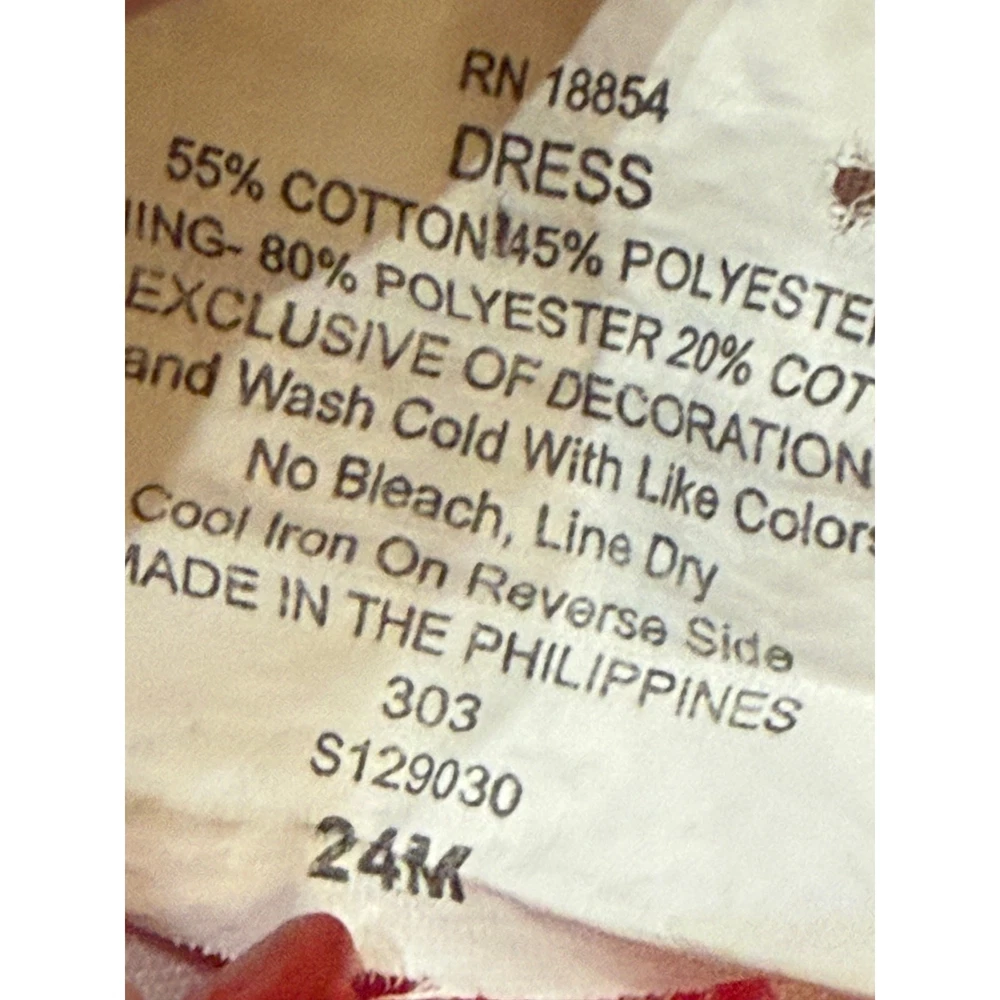 RN 18854
DRESS
55% COTTON 45% POLYESTER
ING- 80% POLYESTER 20% COT
EXCLUSIVE OF DECORATION
and Wash Cold With Like Colors
No Bleach, Line Dry
Cool Iron On Reverse Side
MADE IN THE PHILIPPINES
303
S129030
24M